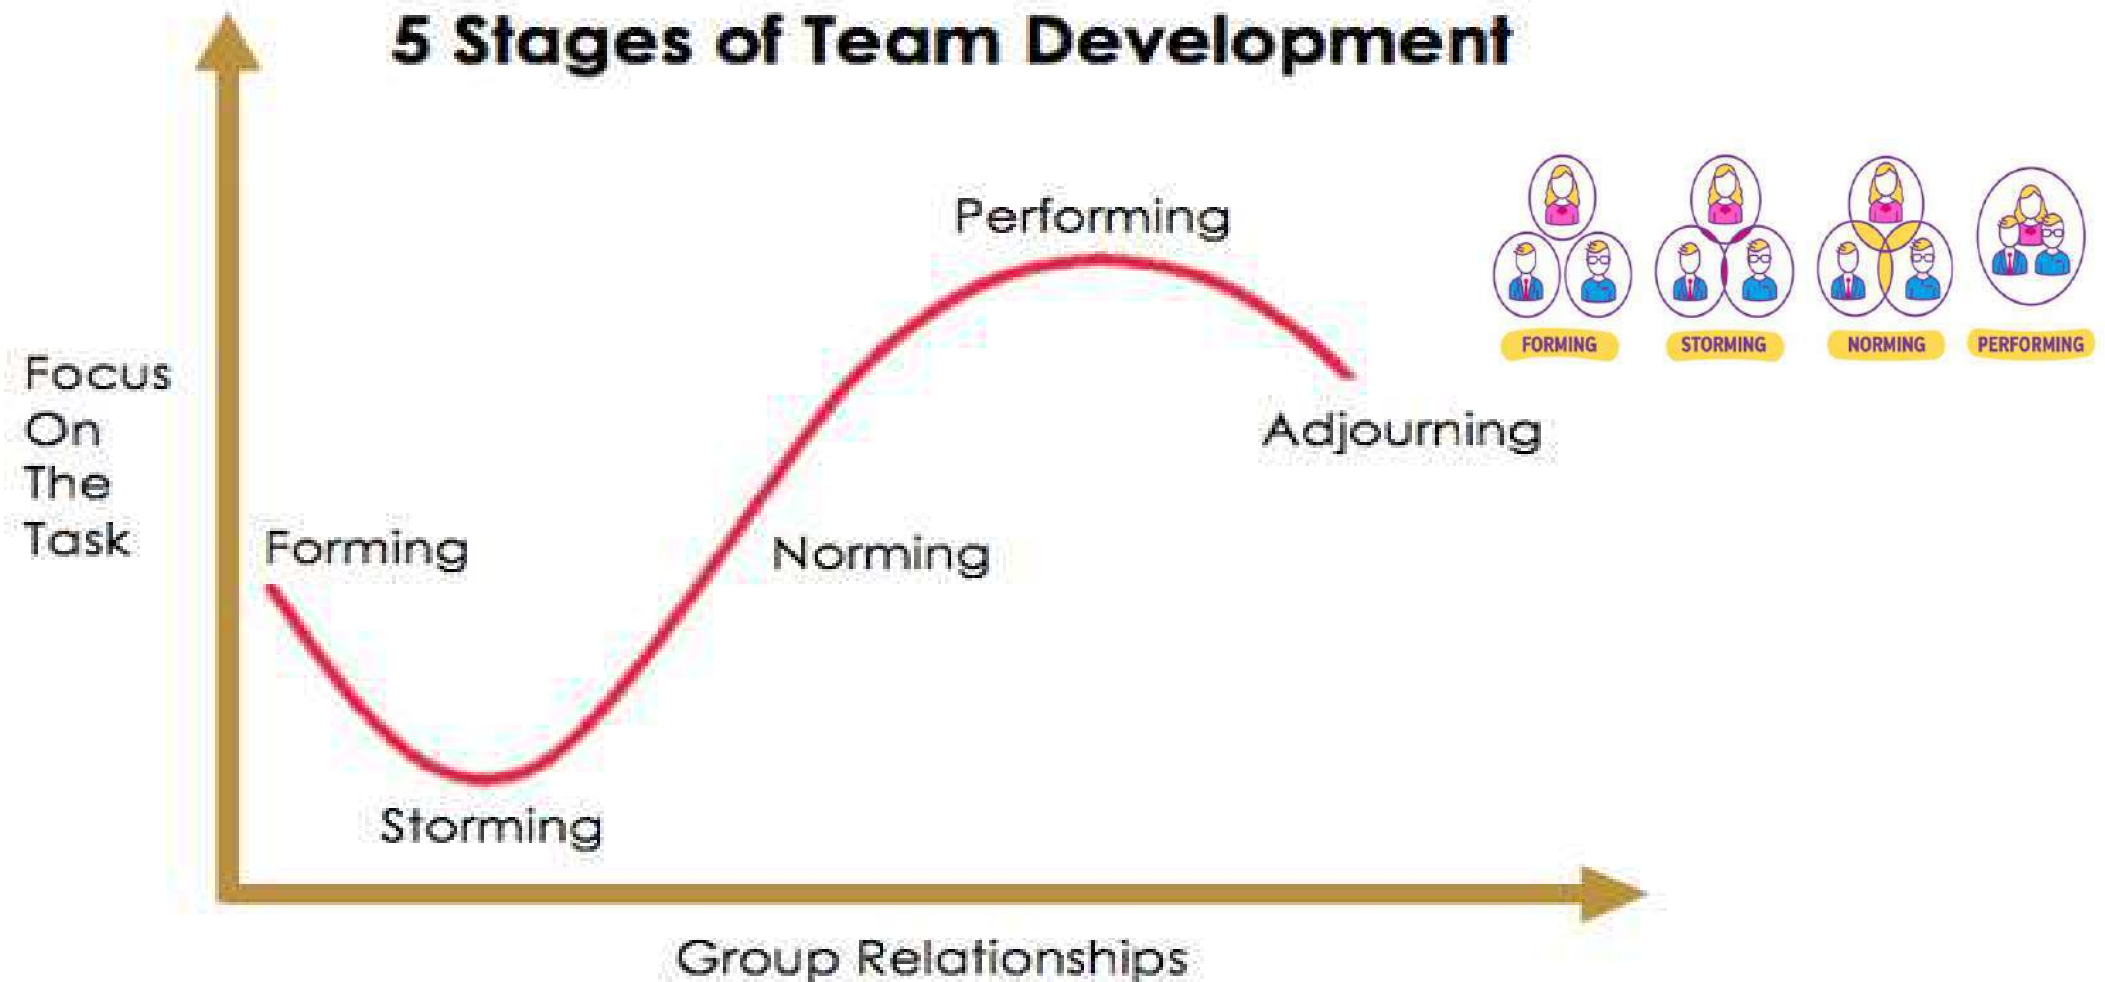 5 Stages of Team Development
Performing
FORMING
STORMING
NORMING
PERFORMING
Focus
On
The
Task
Adjourning
Forming
Norming
Storming
Group Relationships